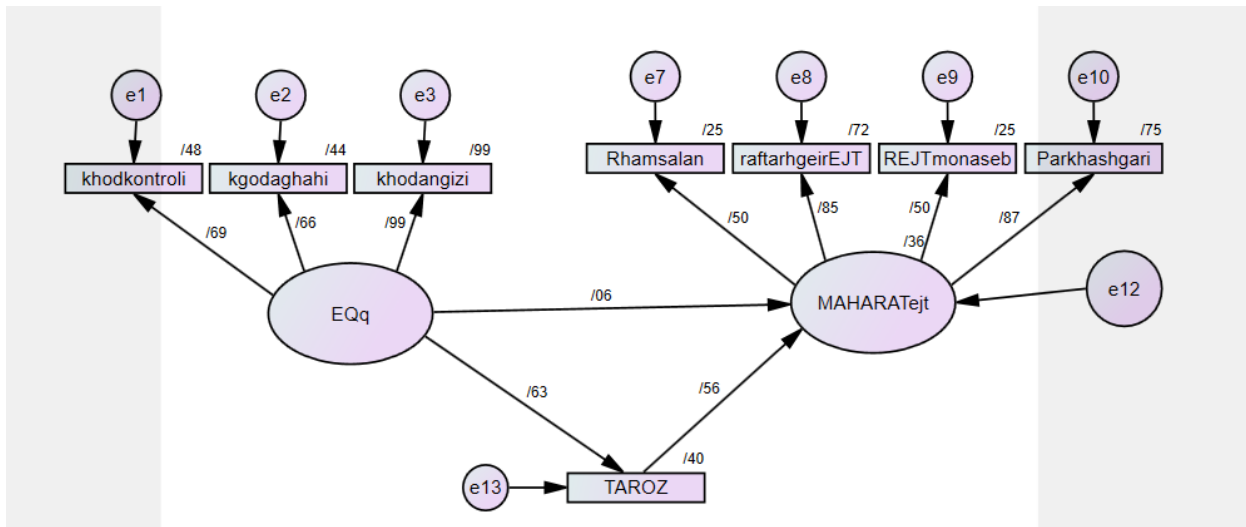 e1
e2
e3
e7
e8
e9
e10
/48
/44
/99
/25
/72
/25
/75
khodkontroli
kgodaghahi
khodangizi
Rhamsalan
raftarhgeirEJT
REJTmonaseb
Parkhashgari
/69
/66
/99
/50
/85
/50
/87
/36
EQq
/06
MAHARATejt
e12
/63
/56
/40
e13
TAROZ